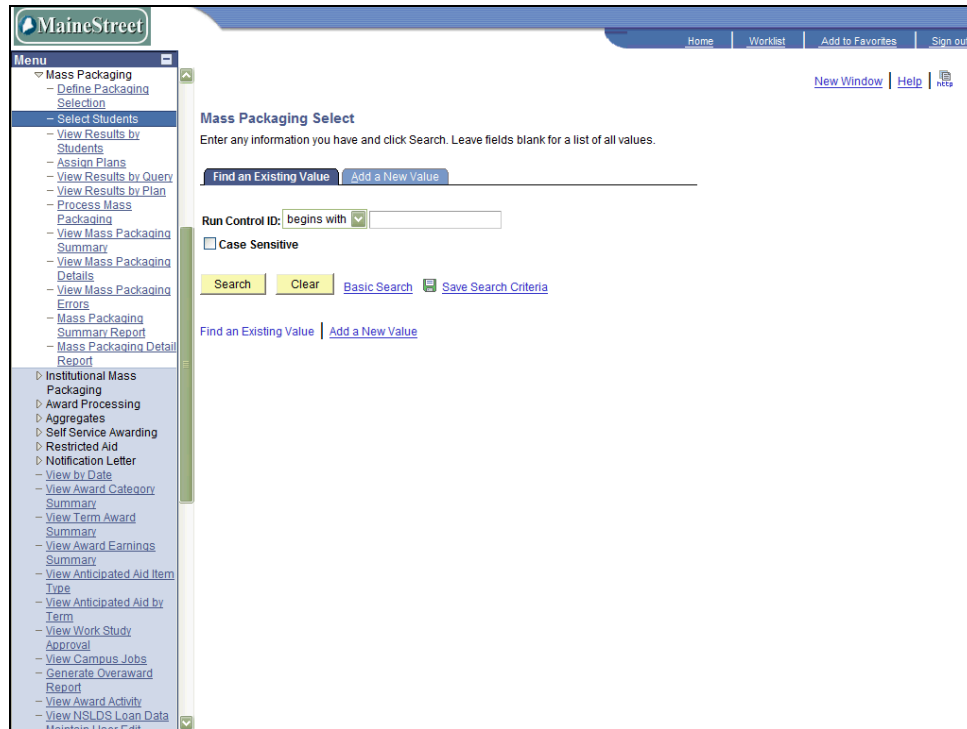 MaineStreet
Home
Worklist
Add to Favorites
Sign out
Menu
Mass Packaging
Define Packaging
Selection
Select Students
View Results by
Students
Assign Plans
View Results by Query
View Results by Plan
Process Mass
Packaging
View Mass Packaging
Summary
View Mass Packaging
Details
View Mass Packaging
Errors
Mass Packaging
Summary Report
Mass Packaging Detail
Report
Institutional Mass
Packaging
Award Processing
Aggregates
Self Service Awarding
Restricted Aid
Notification Letter
View by Date
View Award Category
Summary
View Term Award
Summary
View Award Earnings
Summary
View Anticipated Aid Item
Type
View Anticipated Aid by
Term
View Work Study
Approval
View Campus Jobs
Generate Overaward
Report
View Award Activity
View NSLDS Loan Data
Maintain User Edit
New Window | Help | http
Mass Packaging Select
Enter any information you have and click Search. Leave fields blank for a list of all values.
Find an Existing Value
Add a New Value
Run Control ID: begins with
Case Sensitive
Search
Clear
Basic Search
Save Search Criteria
Find an Existing Value | Add a New Value